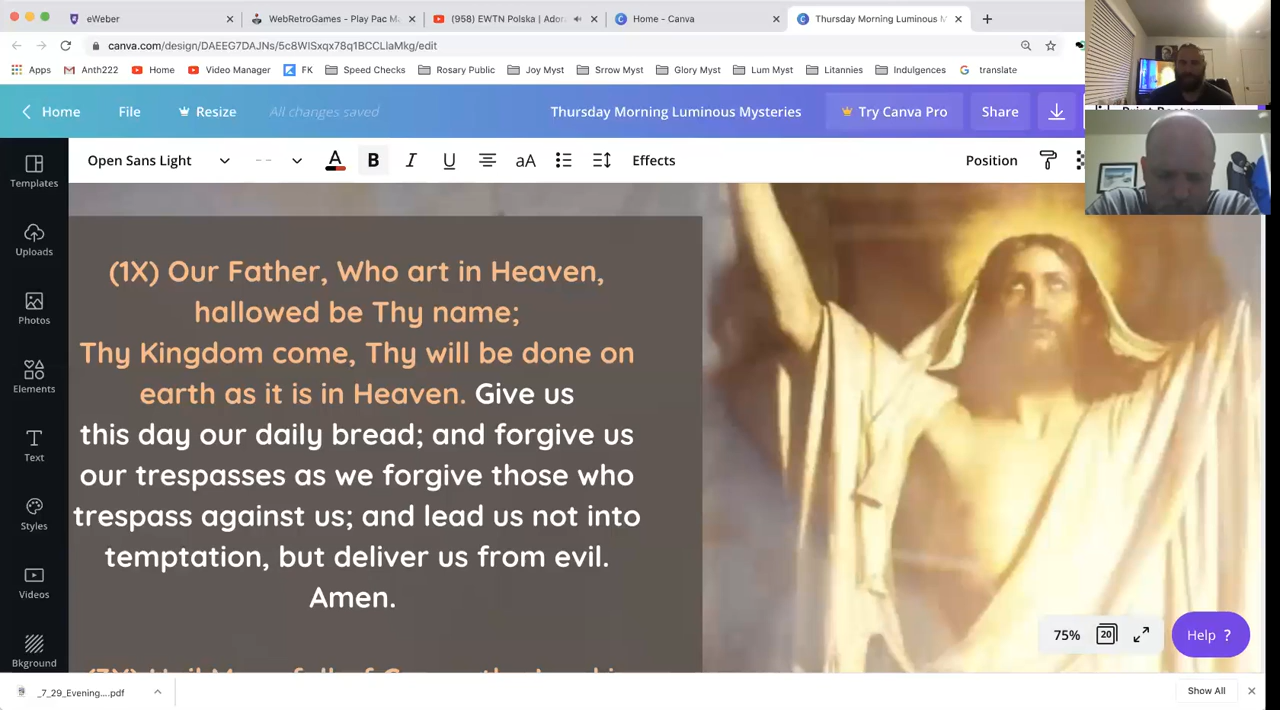 eWeber
WebRetroGames - Play Pac M
(958) EWTN Polska | Ador
Home - Canva
Thursday Morning Luminous M
canva.com/design/DAEEG7DAJNs/5c8WlSxqx78q1BCCLlaMkg/edit
Apps
Anth222
Home
Video Manager
FK
Speed Checks
Rosary Public
Joy Myst
Srrow Myst
Glory Myst
Lum Myst
Litannies
Indulgences
translate
Home
File
Resize
All changes saved
Thursday Morning Luminous Mysteries
Try Canva Pro
Share
Open Sans Light
- -
A
B
I
U
aA
Effects
Position
Templates
Uploads
Photos
Elements
Text
Styles
Videos
Bkground
(1X) Our Father, Who art in Heaven,
hallowed be Thy name;
Thy Kingdom come, Thy will be done on
earth as it is in Heaven. Give us
this day our daily bread; and forgive us
our trespasses as we forgive those who
trespass against us; and lead us not into
temptation, but deliver us from evil.
Amen.
75%
20
Help ?
_7_29_Evening....pdf
Show All